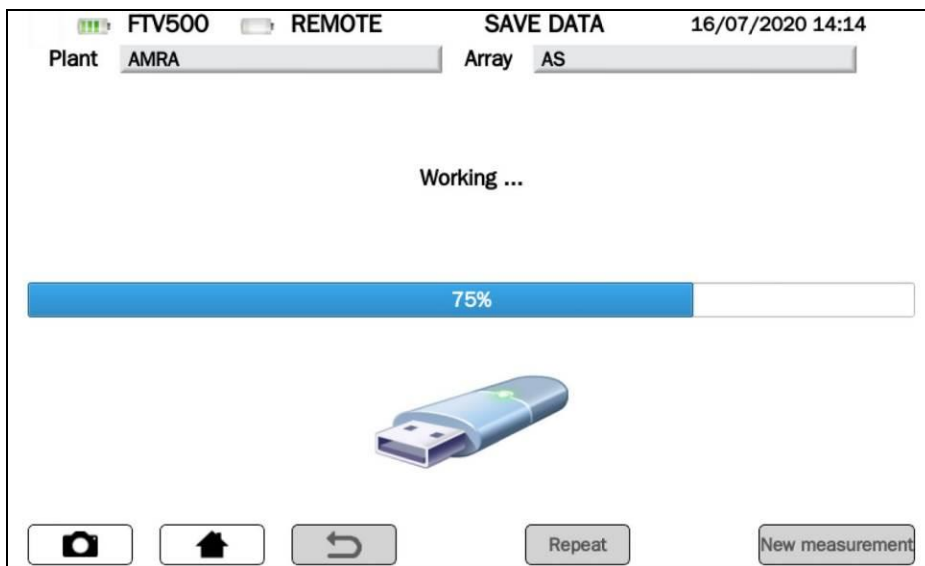 FTV500 REMOTE SAVE DATA 16/07/2020 14:14
Plant AMRA Array AS
Working ...
75%
Repeat New measurement